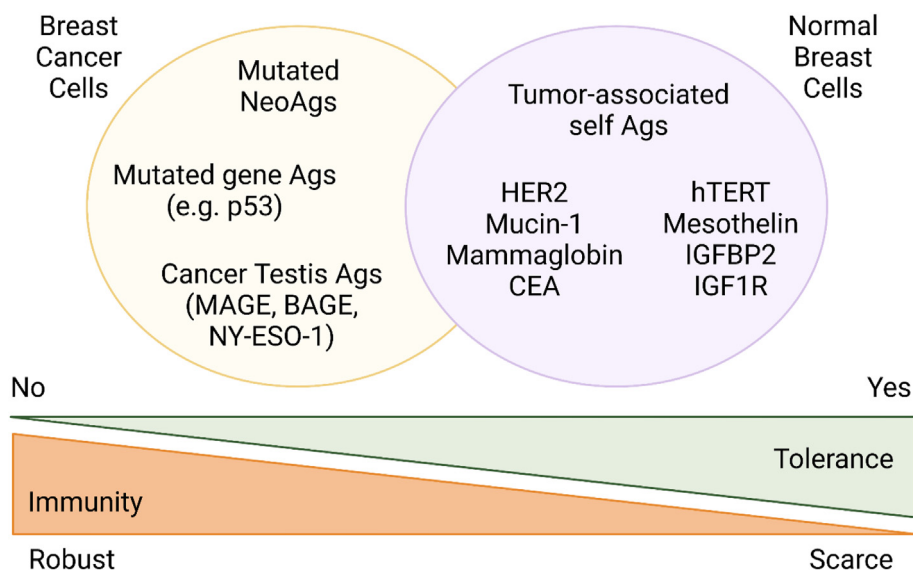 Breast
Cancer
Cells
Normal
Breast
Cells
Mutated
NeoAgs
Mutated gene Ags
(e.g. p53)
Cancer Testis Ags
(MAGE, BAGE,
NY-ESO-1)
Tumor-associated
self Ags
HER2
Mucin-1
Mammaglobin
CEA
hTERT
Mesothelin
IGFBP2
IGF1R
No
Yes
Tolerance
Immunity
Robust
Scarce